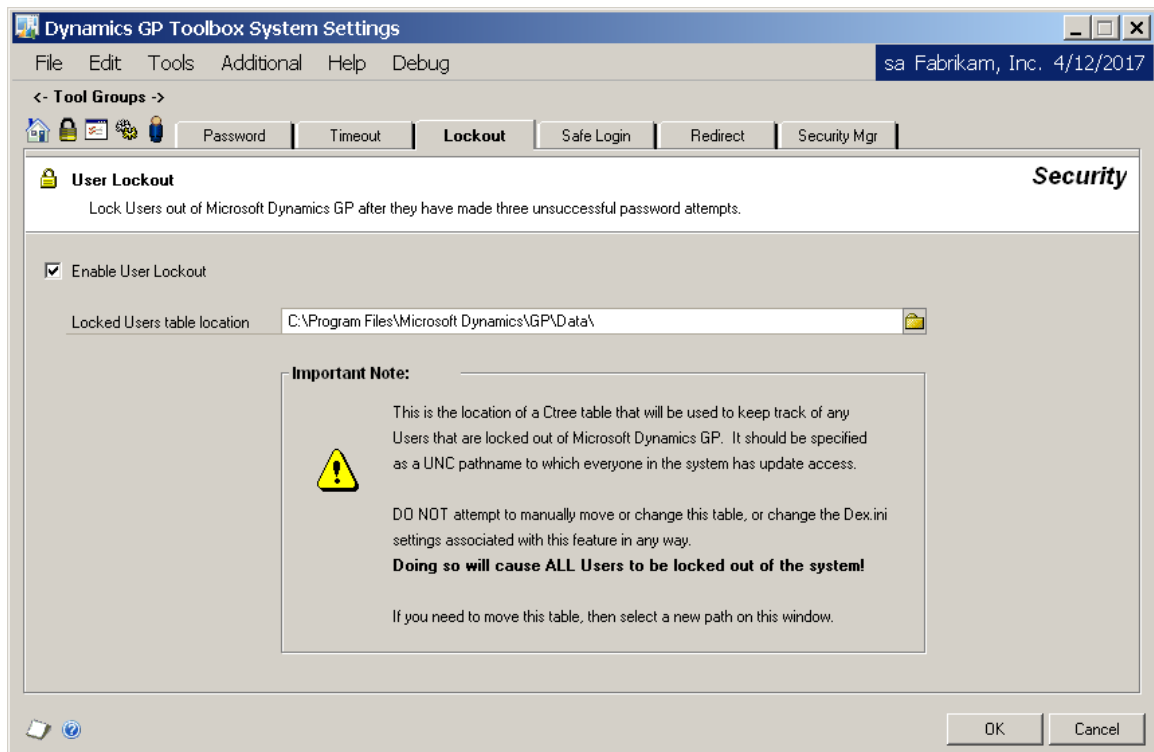 Dynamics GP Toolbox System Settings
File Edit Tools Additional Help Debug sa Fabrikam, Inc. 4/12/2017
<- Tool Groups ->
Password Timeout Lockout Safe Login Redirect Security Mgr
User Lockout Security
Lock Users out of Microsoft Dynamics GP after they have made three unsuccessful password attempts.
Enable User Lockout
Locked Users table location C:\Program Files\Microsoft Dynamics\GP\Data\
Important Note:
This is the location of a Ctree table that will be used to keep track of any
Users that are locked out of Microsoft Dynamics GP. It should be specified
as a UNC pathname to which everyone in the system has update access.
DO NOT attempt to manually move or change this table, or change the Dex.ini
settings associated with this feature in any way.
Doing so will cause ALL Users to be locked out of the system!
If you need to move this table, then select a new path on this window.
OK Cancel